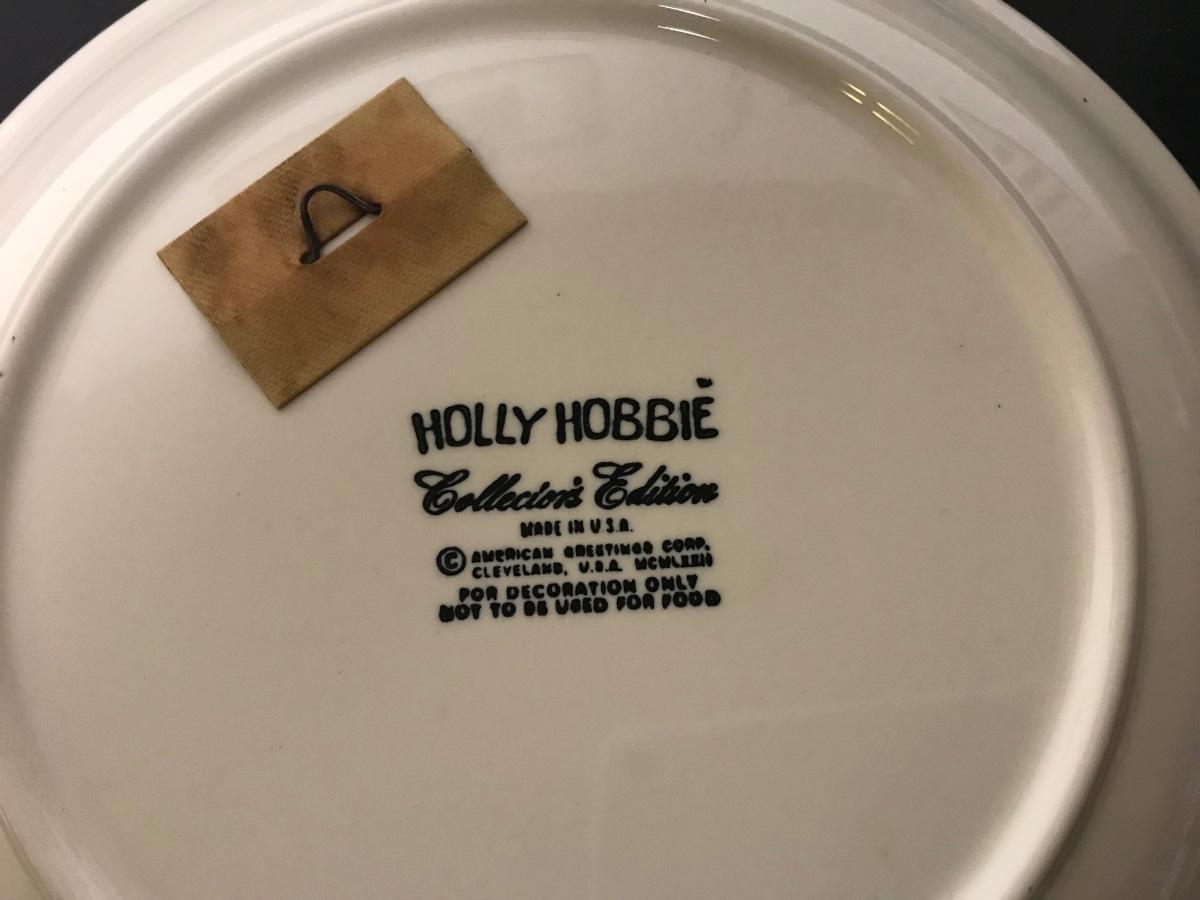 HOLLY HOBBIE
Collector's Edition
MADE IN U.S.A.
© AMERICAN GREETINGS CORP.
CLEVELAND, U.S.A.
FOR DECORATION ONLY
NOT TO BE USED FOR FOOD